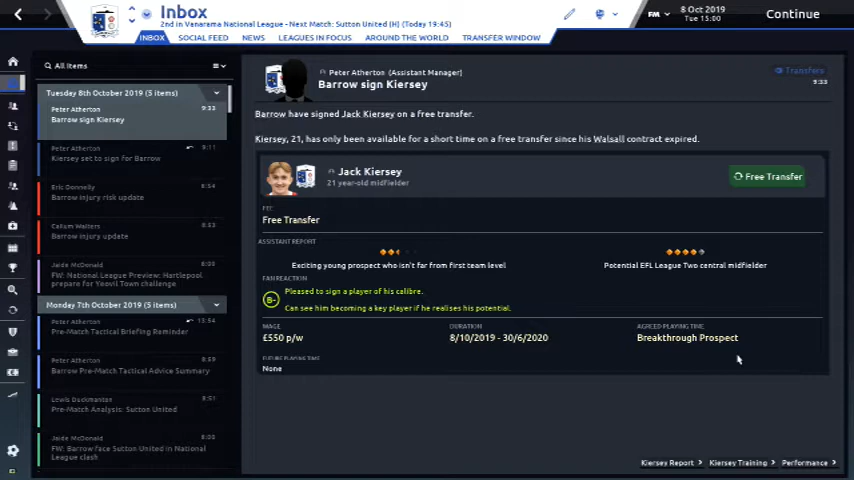 Inbox
2nd in Vanarama National League - Next Match: Sutton United (H) (Today 19:45)
FM
8 Oct 2019
Tue 15:00
Continue
INBOX
SOCIAL FEED
NEWS
LEAGUES IN FOCUS
AROUND THE WORLD
TRANSFER WINDOW
All Items
Tuesday 8th October 2019 (5 items)
Peter Atherton
9:33
Barrow sign Kiersey
Peter Atherton
9:11
Kiersey set to sign for Barrow
Eric Donnelly
8:54
Barrow injury risk update
Callum Walters
8:53
Barrow injury update
Jaide McDonald
8:00
FW: National League Preview: Hartlepool
prepare for Yeovil Town challenge
Monday 7th October 2019 (5 items)
Peter Atherton
13:54
Pre-Match Tactical Briefing Reminder
Peter Atherton
8:59
Barrow Pre-Match Tactical Advice Summary
Lewis Duckmanton
8:51
Pre-Match Analysis: Sutton United
Jaide McDonald
8:00
FW: Barrow face Sutton United in National
League clash
Peter Atherton (Assistant Manager)
Barrow sign Kiersey
Transfers
9:33
Barrow have signed Jack Kiersey on a free transfer.
Kiersey, 21, has only been available for a short time on a free transfer since his Walsall contract expired.
Jack Kiersey
21 year-old midfielder
Free Transfer
FEE
Free Transfer
ASSISTANT REPORT
Exciting young prospect who isn't far from first team level
Potential EFL League Two central midfielder
FAN REACTION
B-
Pleased to sign a player of his calibre.
Can see him becoming a key player if he realises his potential.
WAGE
£550 p/w
DURATION
8/10/2019 - 30/6/2020
AGREED PLAYING TIME
Breakthrough Prospect
FUTURE PLAYING TIME
None
Kiersey Report >
Kiersey Training >
Performance >